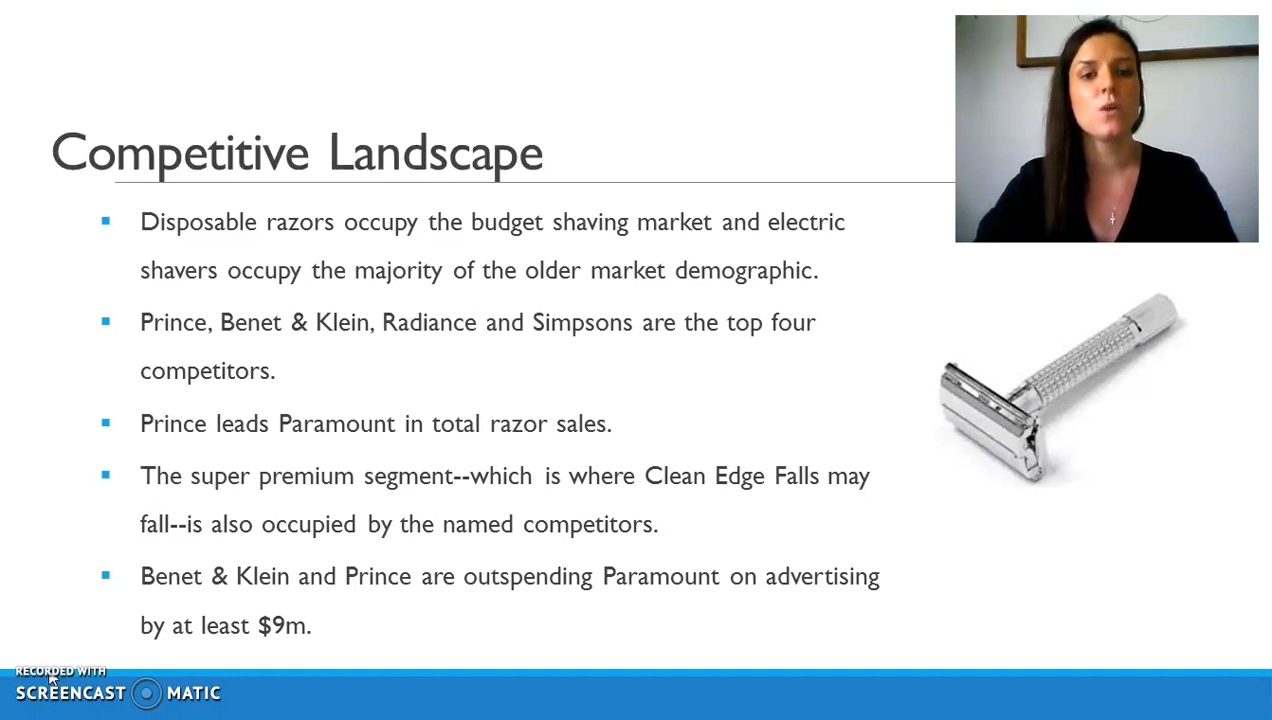 Competitive Landscape
Disposable razors occupy the budget shaving market and electric
shavers occupy the majority of the older market demographic.
Prince, Benet & Klein, Radiance and Simpsons are the top four
competitors.
Prince leads Paramount in total razor sales.
The super premium segment--which is where Clean Edge Falls may
fall--is also occupied by the named competitors.
Benet & Klein and Prince are outspending Paramount on advertising
by at least $9m.
RECORDED WITH
SCREENCAST MATIC